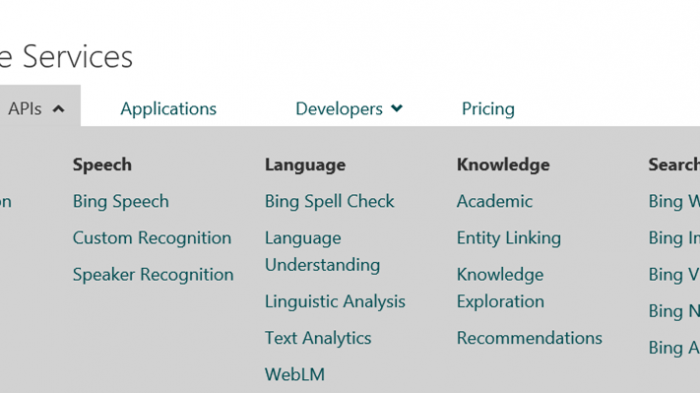 e Services
APIs
Applications
Developers
Pricing
on
Speech
Bing Speech
Custom Recognition
Speaker Recognition
Language
Bing Spell Check
Language
Understanding
Linguistic Analysis
Text Analytics
WebLM
Knowledge
Academic
Entity Linking
Knowledge
Exploration
Recommendations
Search
Bing W
Bing I
Bing V
Bing N
Bing A